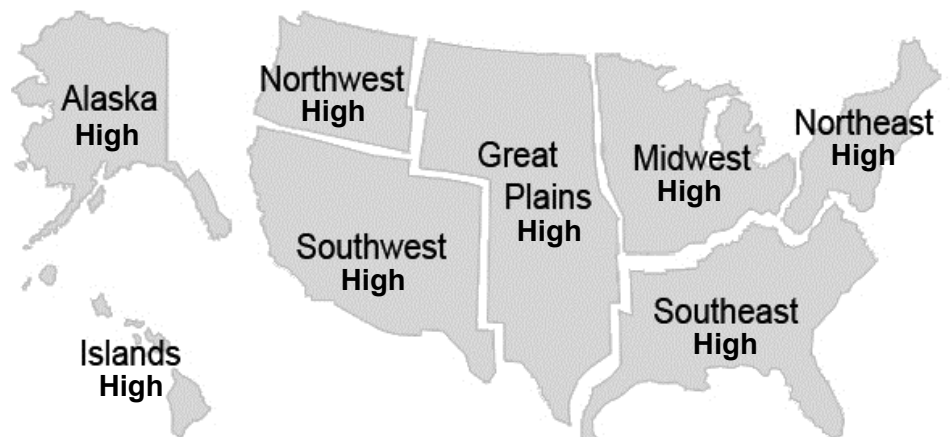 Alaska
High
Northwest
High
Great
Plains
High
Midwest
High
Northeast
High
Southwest
High
Southeast
High
Islands
High